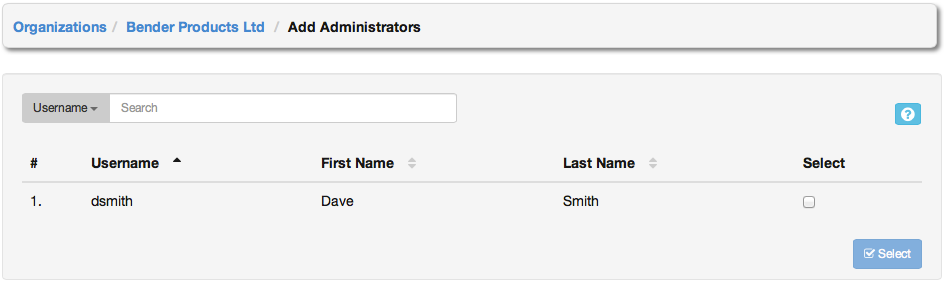 Organizations / Bender Products Ltd / Add Administrators
Username Search
?
# Username First Name Last Name Select
1. dsmith Dave Smith
Select